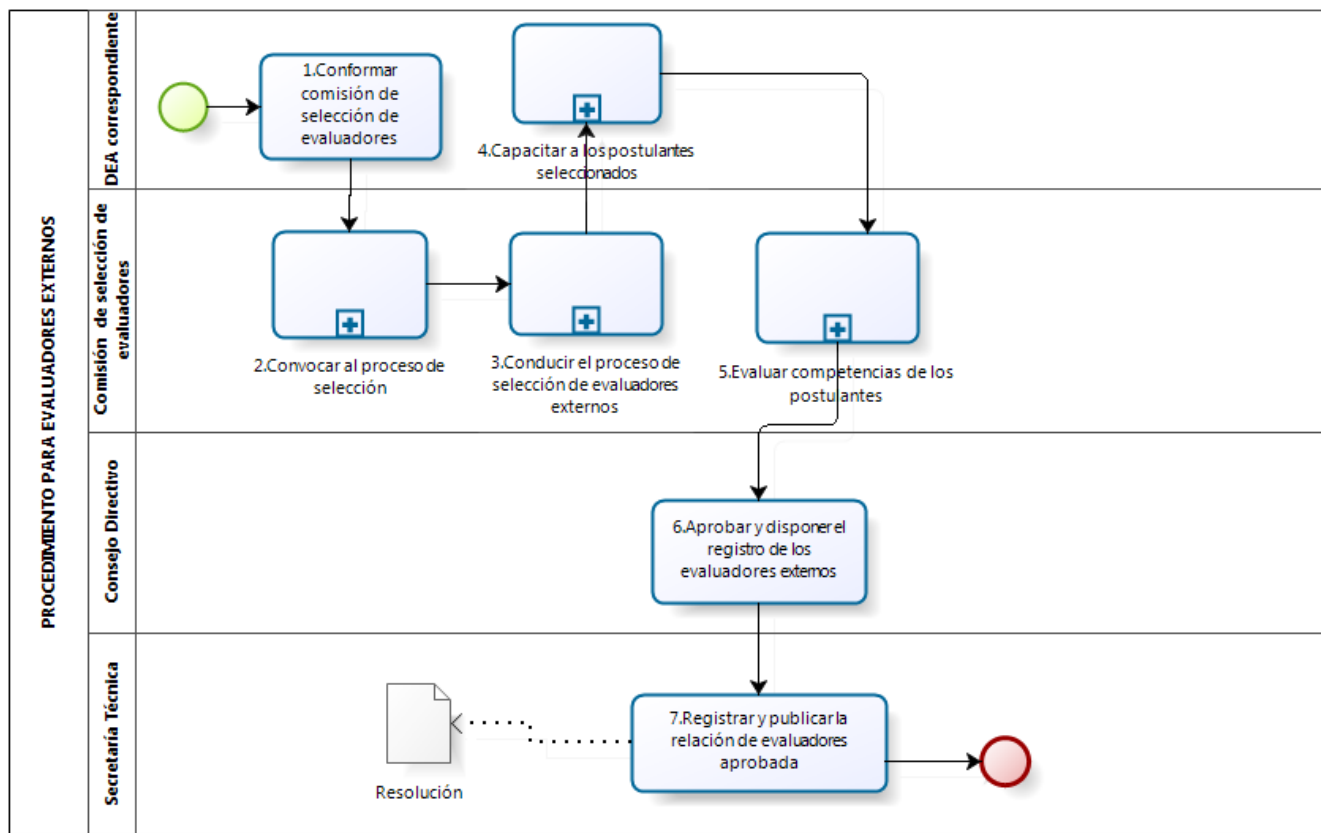 PROCEDIMIENTO PARA EVALUADORES EXTERNOS
DEA correspondiente
1.Conformar
comisión de
selección de
evaluadores
4.Capacitar a los postulantes
seleccionados
Comisión de selección de
evaluadores
2.Convocar al proceso de
selección
3.Conducir el proceso de
selección de evaluadores
externos
5.Evaluar competencias de los
postulantes
Consejo Directivo
6.Aprobar y disponer el
registro de los
evaluadores externos
Secretaría Técnica
7.Registrar y publicar la
relación de evaluadores
aprobada
Resolución